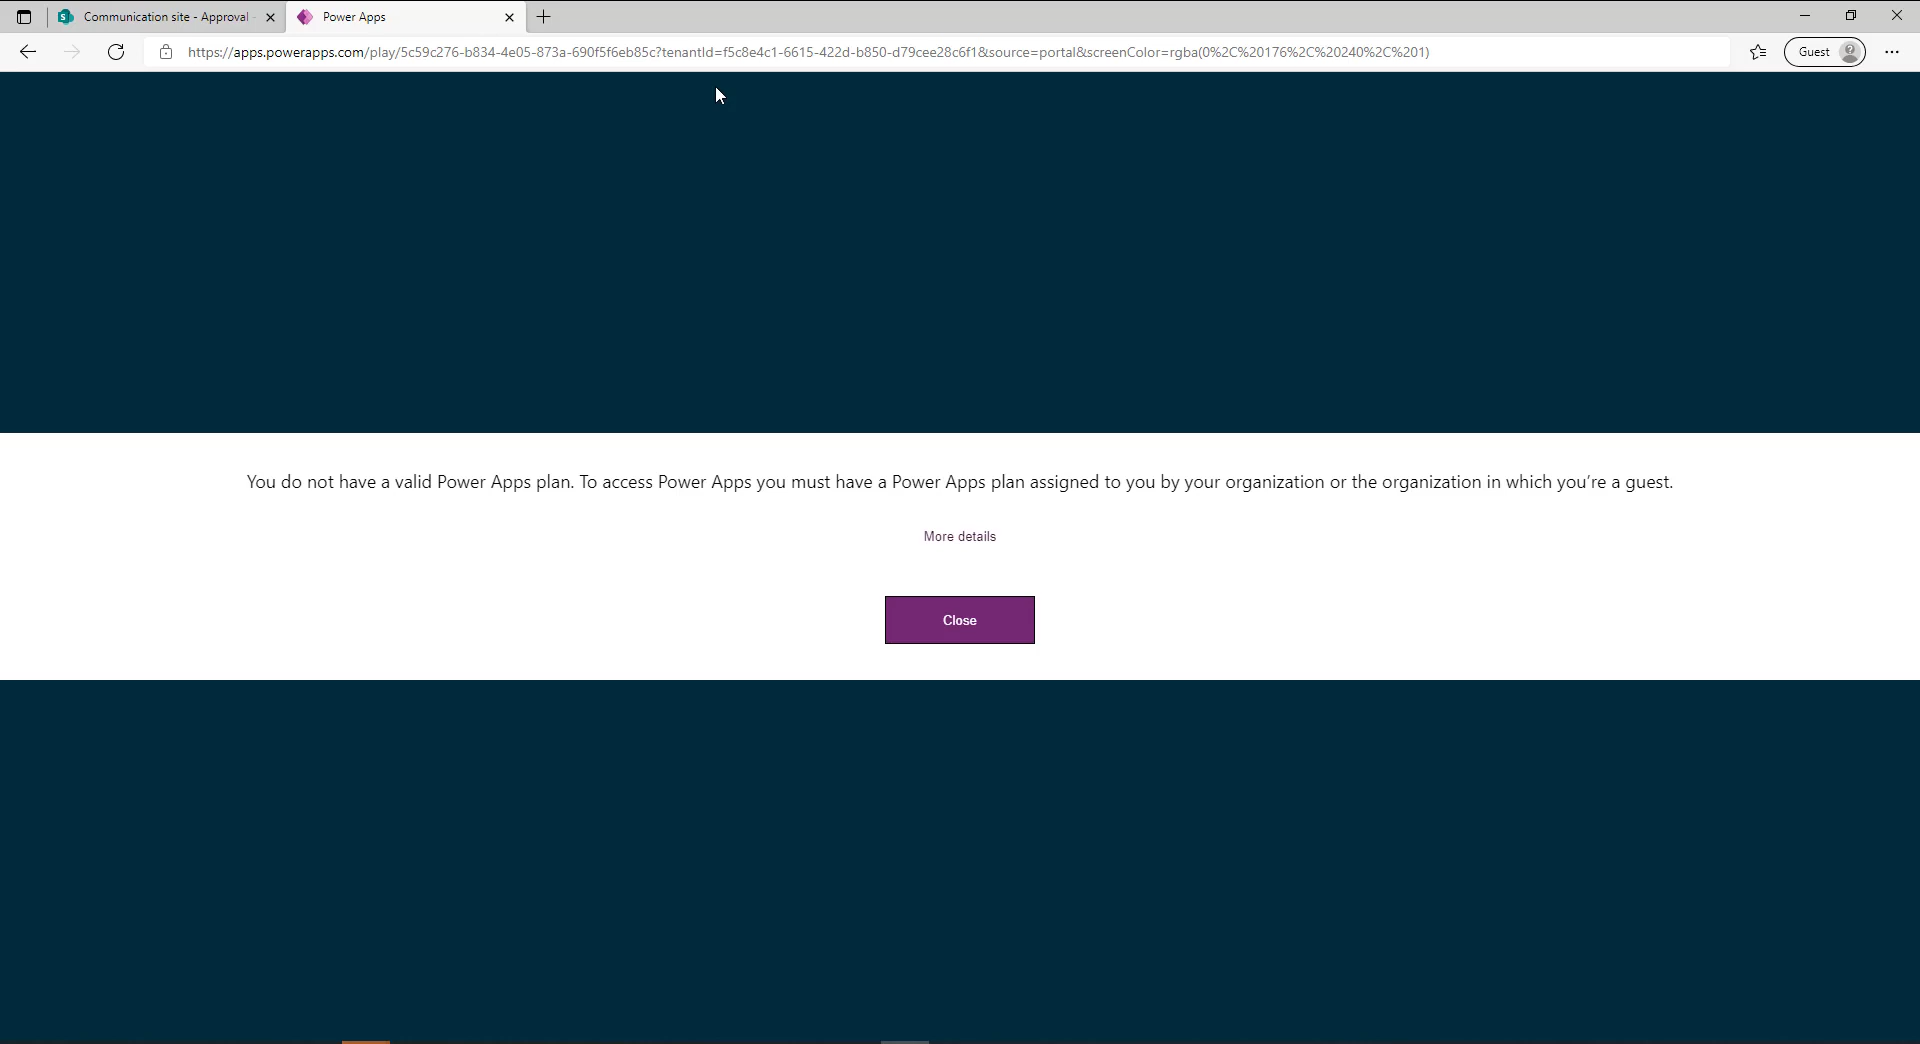 Communication site - Approval
Power Apps
https://apps.powerapps.com/play/5c59c276-b834-4e05-873a-690f5f6eb85c?tenantId=f5c8e4c1-6615-422d-b850-d79cee28c6f1&source=portal&screenColor=rgba(0%2C%20176%2C%20240%2C%201)
Guest
You do not have a valid Power Apps plan. To access Power Apps you must have a Power Apps plan assigned to you by your organization or the organization in which you’re a guest.
More details
Close